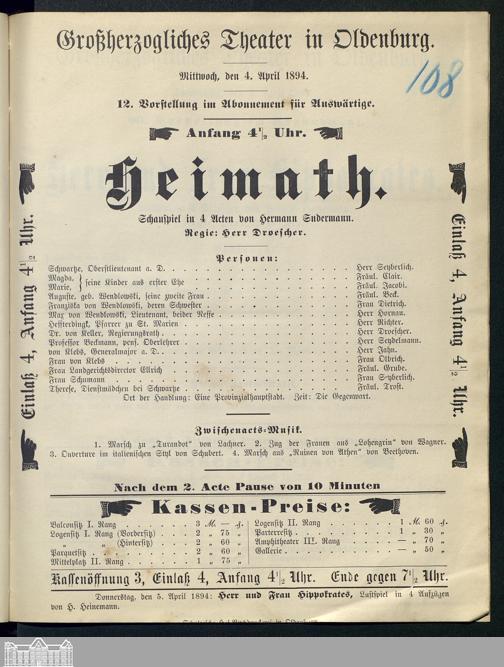 Großherzogliches Theater in Oldenburg.
108
Mittwoch, den 4. April 1894.
12. Vorstellung im Abonnement für Auswärtige.
Anfang 4½ Uhr.
Heimath.
Schauspiel in 4 Acten von Hermann Sudermann.
Regie: Herr Droescher.
Einlaß 4, Anfang 4½ Uhr.
Einlaß 4, Anfang 4½ Uhr.
Personen:
Schwartze, Oberstlieutenant a. D. Herr Seyberlich.
Magda, } seine Kinder aus erster Ehe Fräul. Clair.
Marie, Fräul. Jacobi.
Auguste, geb. Wendlowski, seine zweite Frau Fräul. Beck.
Franziska von Wendlowski, deren Schwester Frau Dietrich.
Max von Wendlowski, Lieutenant, beider Neffe Herr Hornau.
Heffterdingk, Pfarrer zu St. Marien Herr Richter.
Dr. von Keller, Regierungsrath Herr Droescher.
Professor Beckmann, pens. Oberlehrer Herr Seydelmann.
von Klebs, Generalmajor a. D. Herr Jahn.
Frau von Klebs Frau Olbrich.
Frau Landgerichtsdirector Ellrich Fräul. Grube.
Frau Schumann Frau Seyberlich.
Therese, Dienstmädchen bei Schwartze Fräul. Trost.
Ort der Handlung: Eine Provinzialhauptstadt. Zeit: Die Gegenwart.
Zwischenacts-Musik.
1. Marsch zu „Turandot“ von Lachner. 2. Zug der Frauen aus „Lohengrin“ von Wagner.
3. Ouverture im italienischen Styl von Schubert. 4. Marsch aus „Ruinen von Athen“ von Beethoven.
Nach dem 2. Acte Pause von 10 Minuten
Kassen-Preise:
Balconsitz I. Rang 3 M. — ₰.
Logensitz I. Rang (Vordersitz) 2 „ 75 „
„ „ (Hintersitz) 2 „ 60 „
Parquetsitz 2 „ 60 „
Mittelplatz II. Rang 1 „ 75 „
Logensitz II. Rang 1 M. 60 ₰.
Parterresitz 1 „ 30 „
Amphitheater III. Rang — „ 70 „
Gallerie — „ 50 „
Kassenöffnung 3, Einlaß 4, Anfang 4½ Uhr. Ende gegen 7½ Uhr.
Donnerstag, den 5. April 1894: Herr und Frau Hippokrates, Lustspiel in 4 Aufzügen
von H. Heinemann.